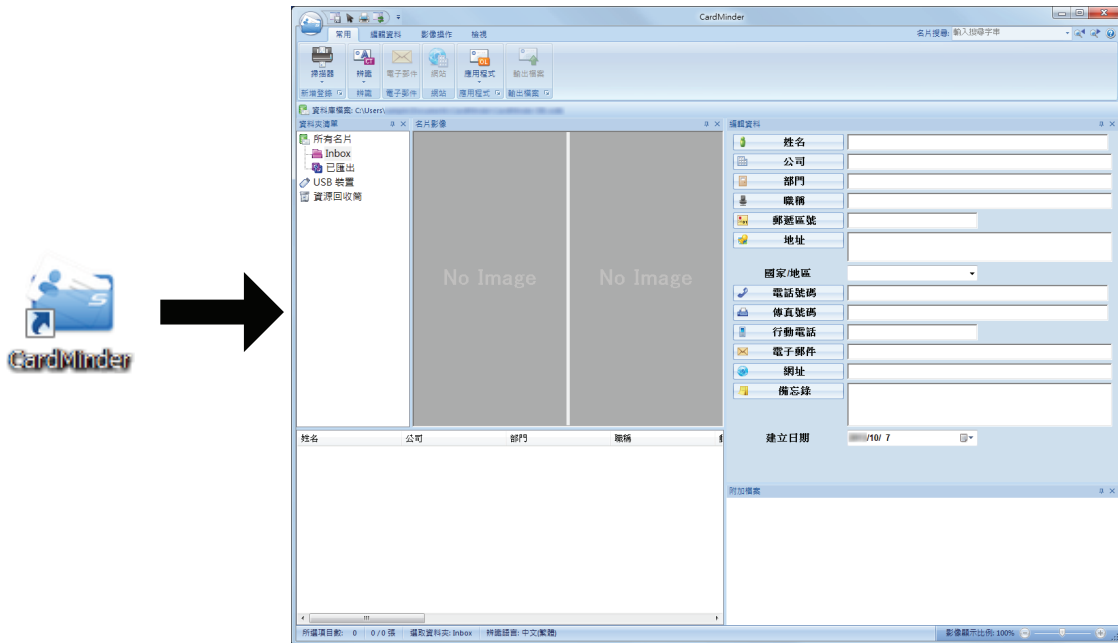 CardMinder
CardMinder
常用 編輯資料 影像操作 檢視
名片搜尋: 輸入搜尋字串
掃描器 辨識 電子郵件 網站 應用程式 輸出檔案
新增登錄 辨識 電子郵件 網站 應用程式 輸出檔案
資料庫檔案: C:\Users\
資料夾清單 名片影像 編輯資料
所有名片
Inbox
已匯出
USB 裝置
資源回收筒
No Image No Image
姓名
公司
部門
職稱
郵遞區號
地址
國家/地區
電話號碼
傳真號碼
行動電話
電子郵件
網址
備忘錄
建立日期 /10/ 7
姓名 公司 部門 職稱
附加檔案
所選項目數: 0 0/0 張 選取資料夾: Inbox 辨識語言: 中文(繁體) 影像顯示比例: 100%